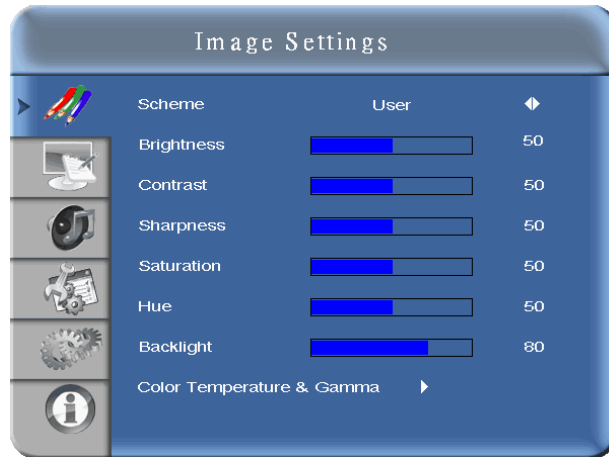 Image Settings
Scheme User
Brightness 50
Contrast 50
Sharpness 50
Saturation 50
Hue 50
Backlight 80
Color Temperature & Gamma